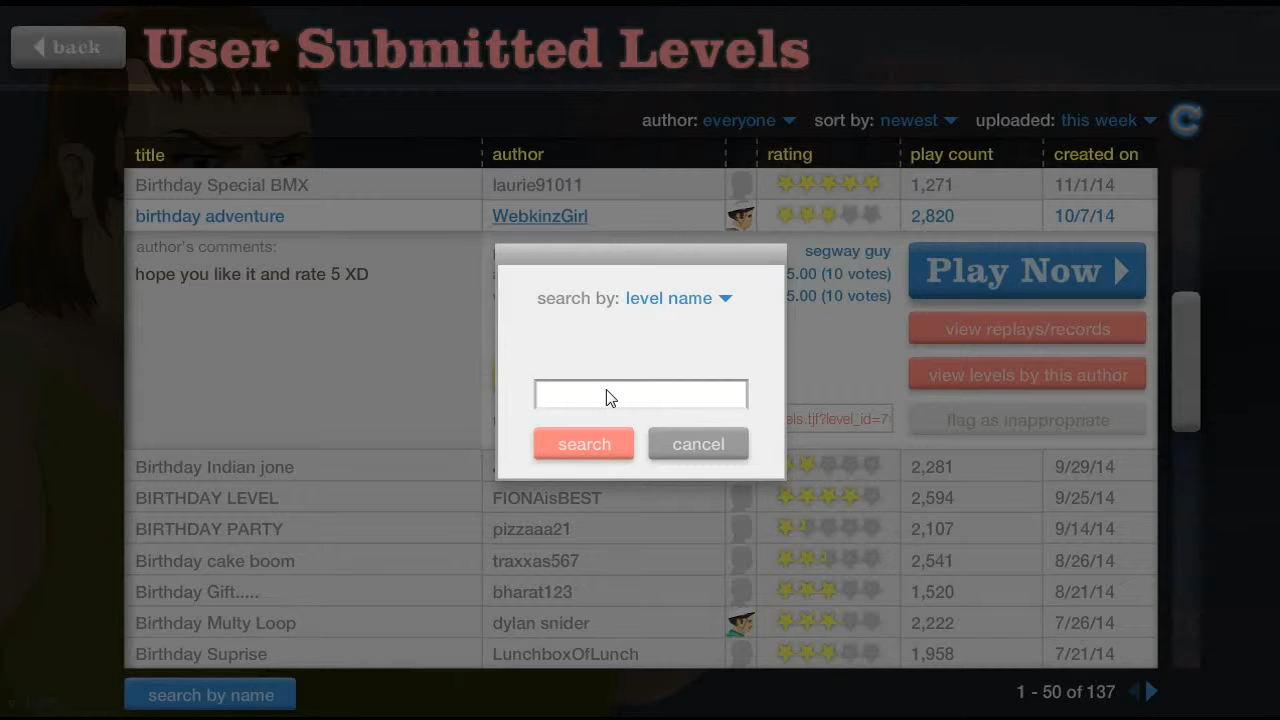 back
User Submitted Levels
author: everyone sort by: newest uploaded: this week
title author rating play count created on
Birthday Special BMX laurie91011 1,271 11/1/14
birthday adventure WebkinzGirl 2,820 10/7/14
author's comments:
hope you like it and rate 5 XD
segway guy
5.00 (10 votes)
5.00 (10 votes)
Play Now
view replays/records
view levels by this author
flag as inappropriate
els.tjf?level_id=7
search by: level name
search cancel
Birthday Indian jone 2,281 9/29/14
BIRTHDAY LEVEL FIONAisBEST 2,594 9/25/14
BIRTHDAY PARTY pizzaaa21 2,107 9/14/14
Birthday cake boom traxxas567 2,541 8/26/14
Birthday Gift..... bharat123 1,520 8/21/14
Birthday Multy Loop dylan snider 2,222 7/26/14
Birthday Suprise LunchboxOfLunch 1,958 7/21/14
search by name 1 - 50 of 137